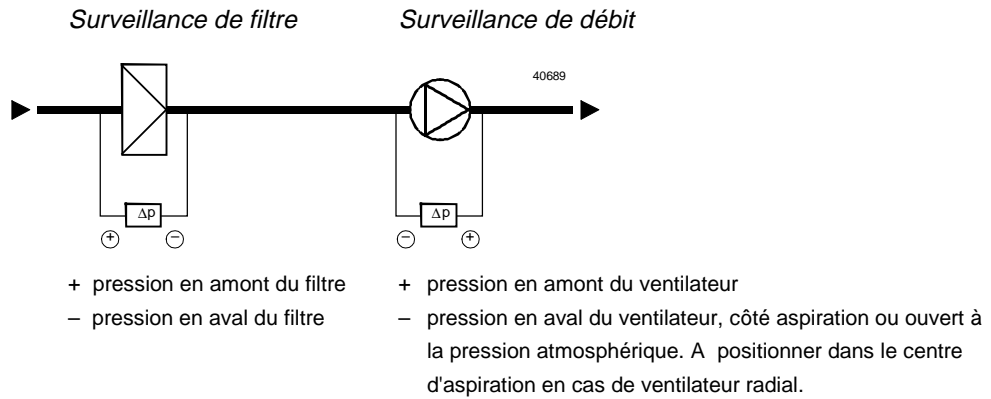 Surveillance de filtre
Surveillance de débit
40689
Δp
Δp
+ −
− +
+ pression en amont du filtre
− pression en aval du filtre
+ pression en amont du ventilateur
− pression en aval du ventilateur, côté aspiration ou ouvert à
la pression atmosphérique. A positionner dans le centre
d'aspiration en cas de ventilateur radial.